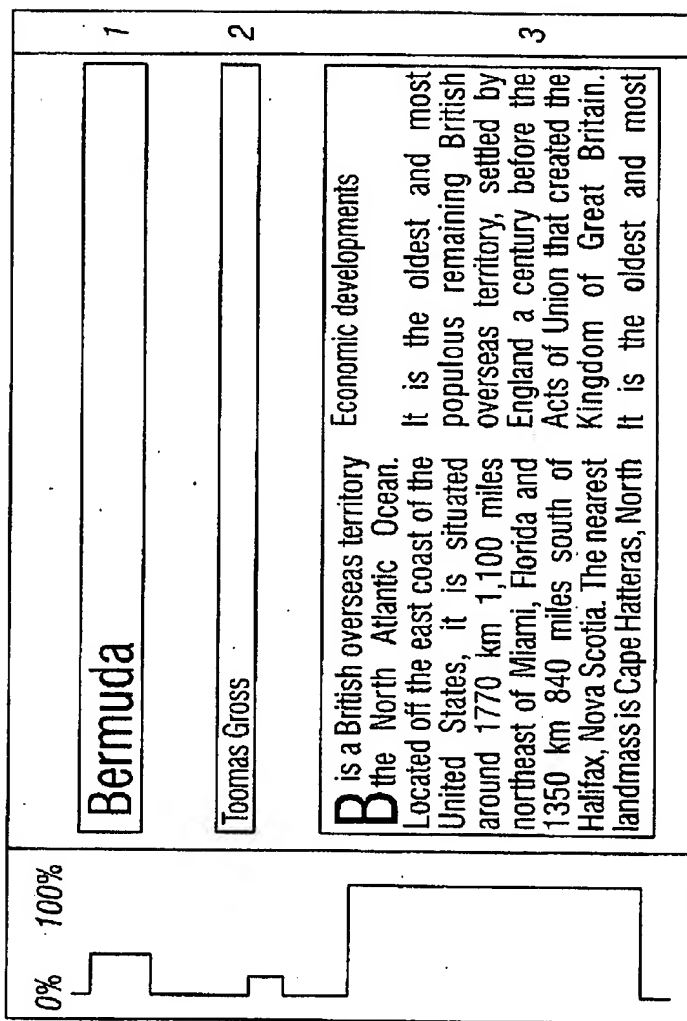 0% 100%
Bermuda
1
Toomas Gross
2
B is a British overseas territory
the North Atlantic Ocean.
Located off the east coast of the
United States, it is situated
around 1770 km 1,100 miles
northeast of Miami, Florida and
1350 km 840 miles south of
Halifax, Nova Scotia. The nearest
landmass is Cape Hatteras, North
Economic developments
It is the oldest and most
populous remaining British
overseas territory, settled by
England a century before the
Acts of Union that created the
Kingdom of Great Britain.
It is the oldest and most
3